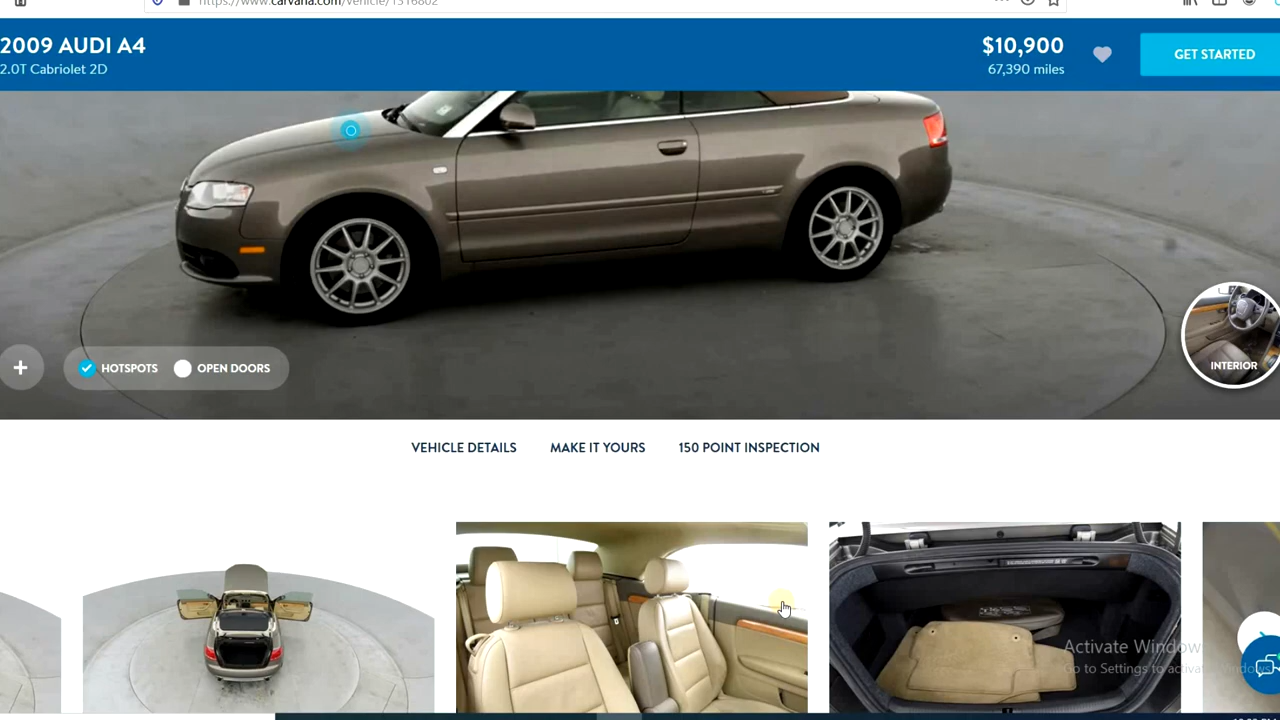 https://www.carvana.com/vehicle/1316802
2009 AUDI A4
2.0T Cabriolet 2D
$10,900
67,390 miles
GET STARTED
HOTSPOTS
OPEN DOORS
INTERIOR
VEHICLE DETAILS
MAKE IT YOURS
150 POINT INSPECTION
Activate Windows
Go to Settings to activate Windows.